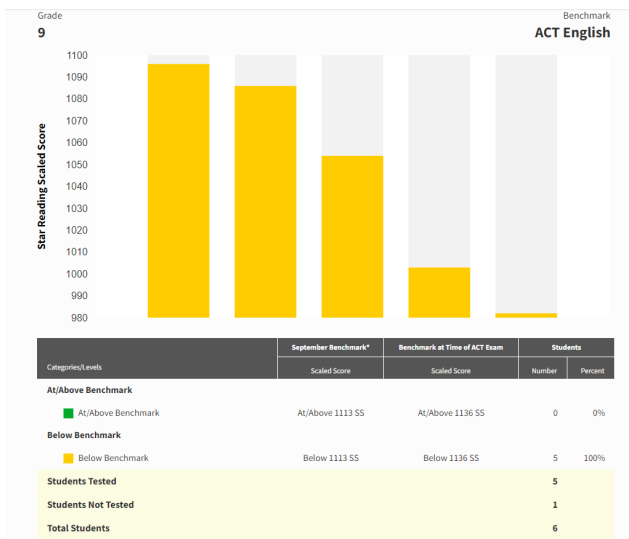 Grade
Benchmark
9
ACT English
Star Reading Scaled Score
1100
1090
1080
1070
1060
1050
1040
1030
1020
1010
1000
990
980
September Benchmark* Benchmark at Time of ACT Exam Students
Categories/Levels Scaled Score Scaled Score Number Percent
At/Above Benchmark
At/Above Benchmark At/Above 1113 SS At/Above 1136 SS 0 0%
Below Benchmark
Below Benchmark Below 1113 SS Below 1136 SS 5 100%
Students Tested 5
Students Not Tested 1
Total Students 6